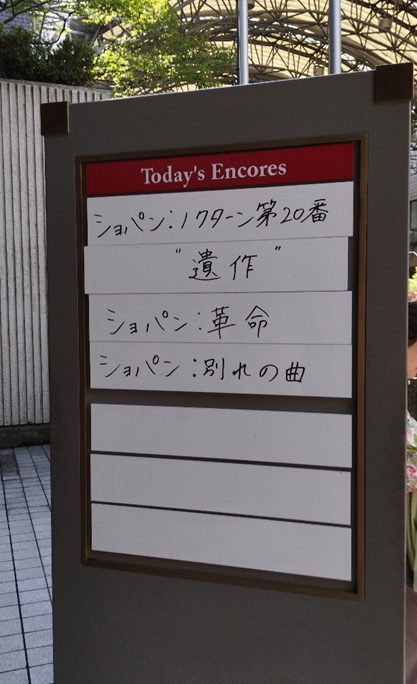 Today's Encores
ショパン:ノクターン第20番
"遺作"
ショパン:革命
ショパン:別れの曲